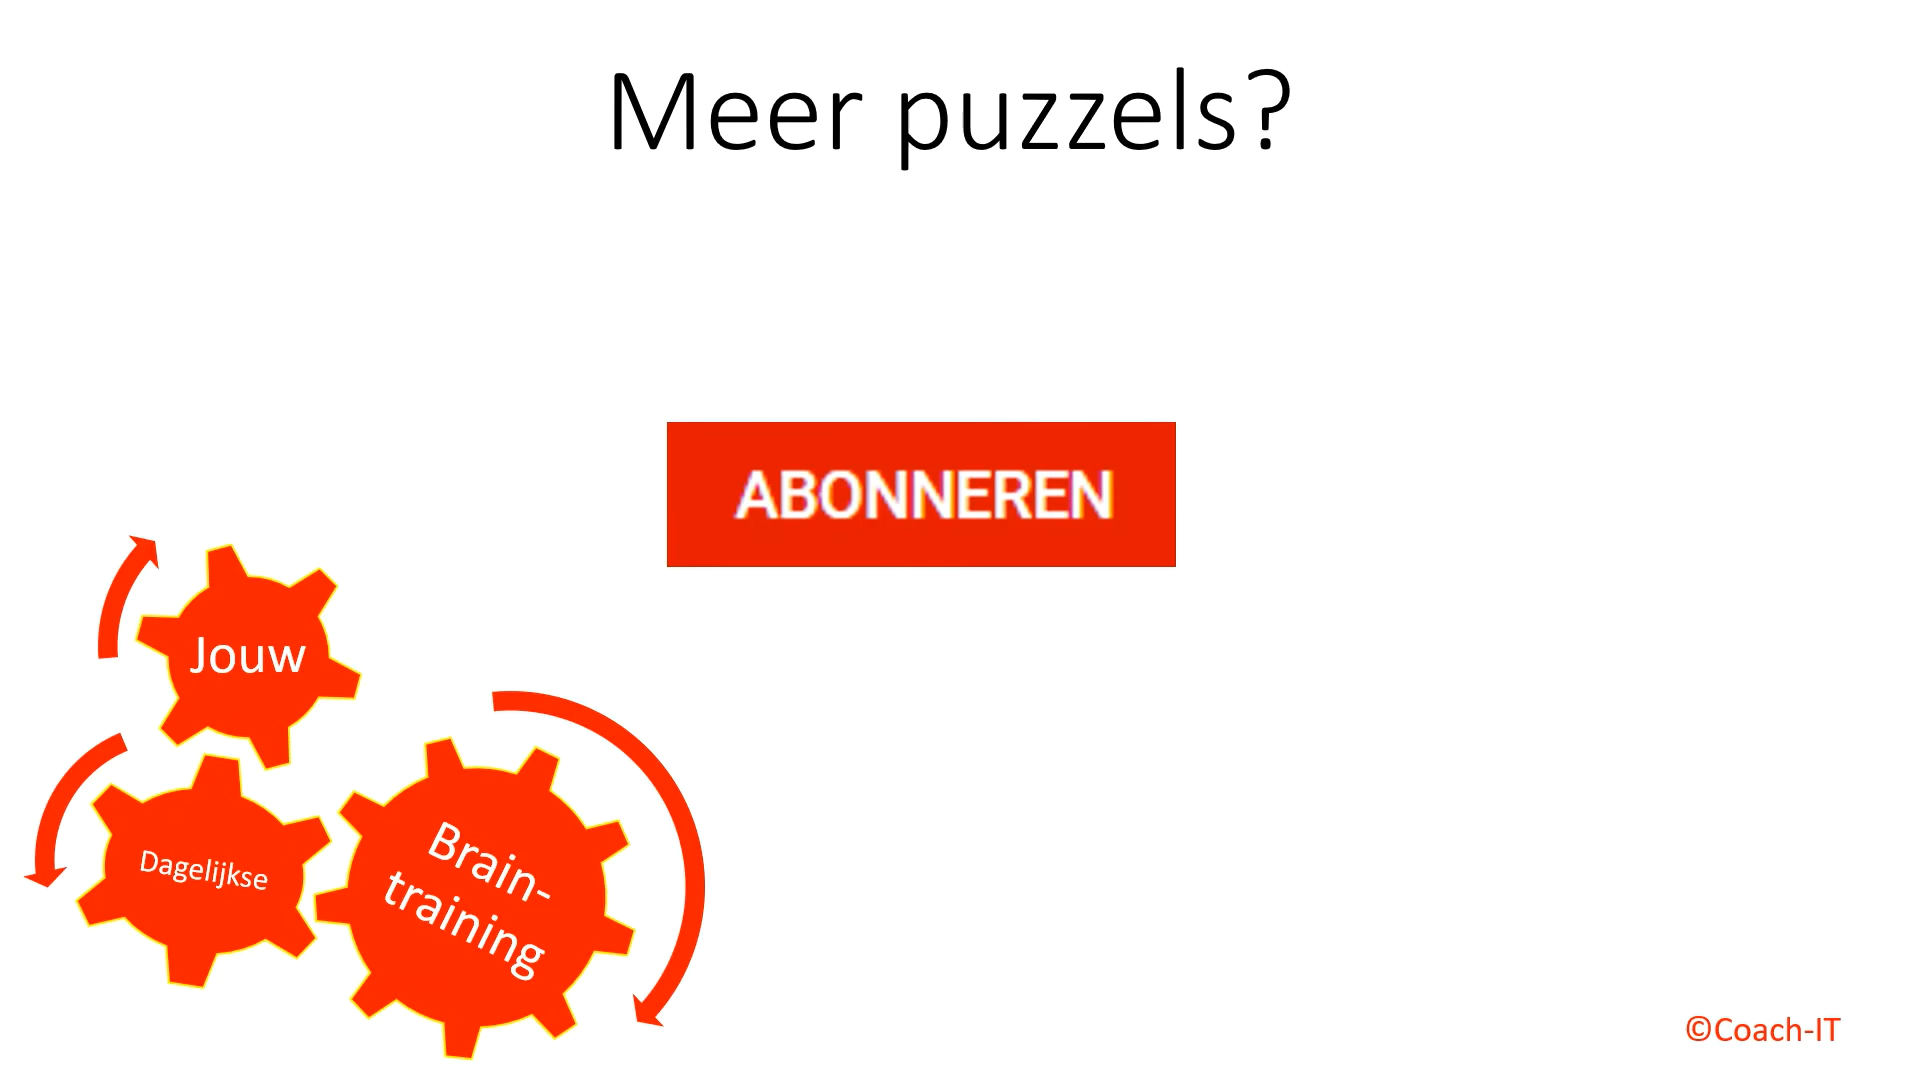 Meer puzzels?
ABONNEREN
Jouw
Dagelijkse
Brain-
training
©Coach-IT